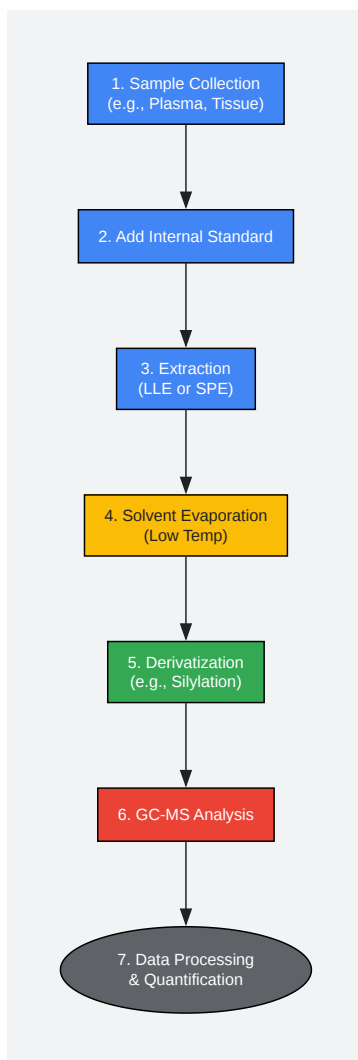 1. Sample Collection
(e.g., Plasma, Tissue)
2. Add Internal Standard
3. Extraction
(LLE or SPE)
4. Solvent Evaporation
(Low Temp)
5. Derivatization
(e.g., Silylation)
6. GC-MS Analysis
7. Data Processing
& Quantification